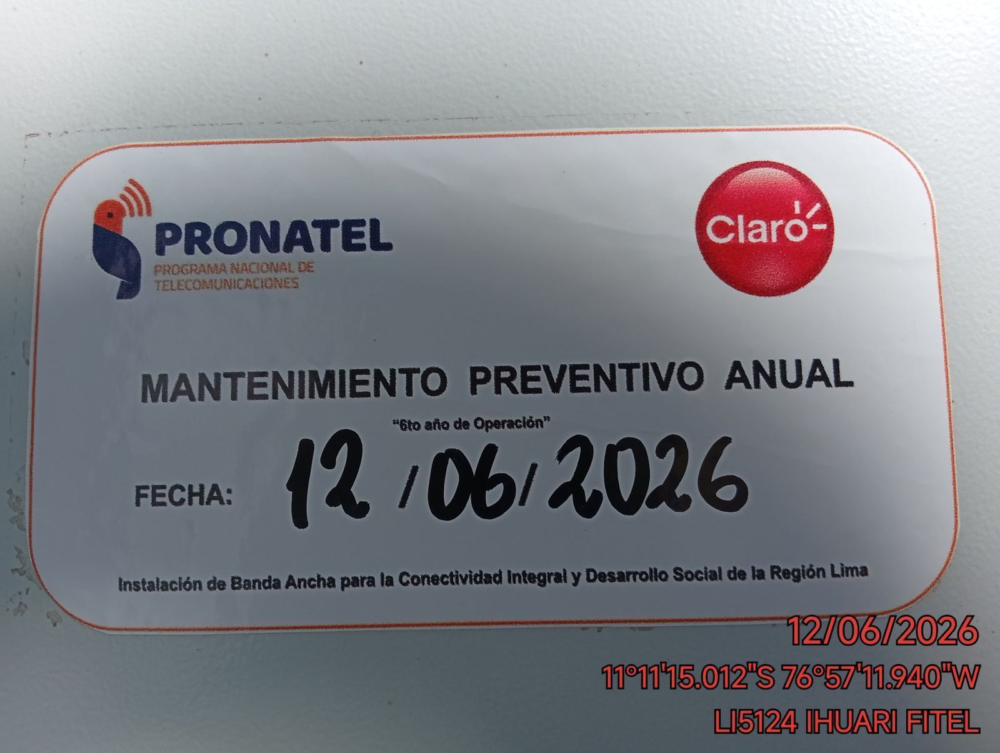 PRONATEL
PROGRAMA NACIONAL DE
TELECOMUNICACIONES
Claro
MANTENIMIENTO PREVENTIVO ANUAL
“6to año de Operación”
FECHA: 12/06/2026
Instalación de Banda Ancha para la Conectividad Integral y Desarrollo Social de la Región Lima
12/06/2026
11°11'15.012"S 76°57'11.940"W
LI5124 IHUARI FITEL